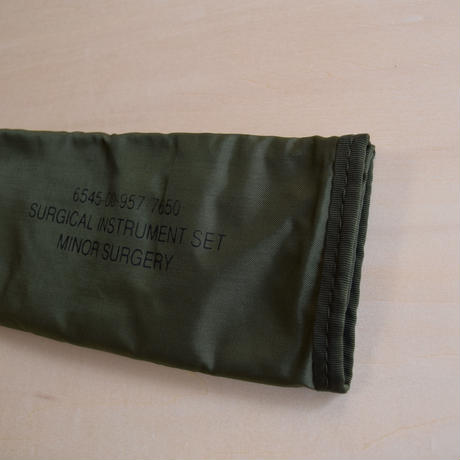 6545-00-957 7650
SURGICAL INSTRUMENT SET
MINOR SURGERY